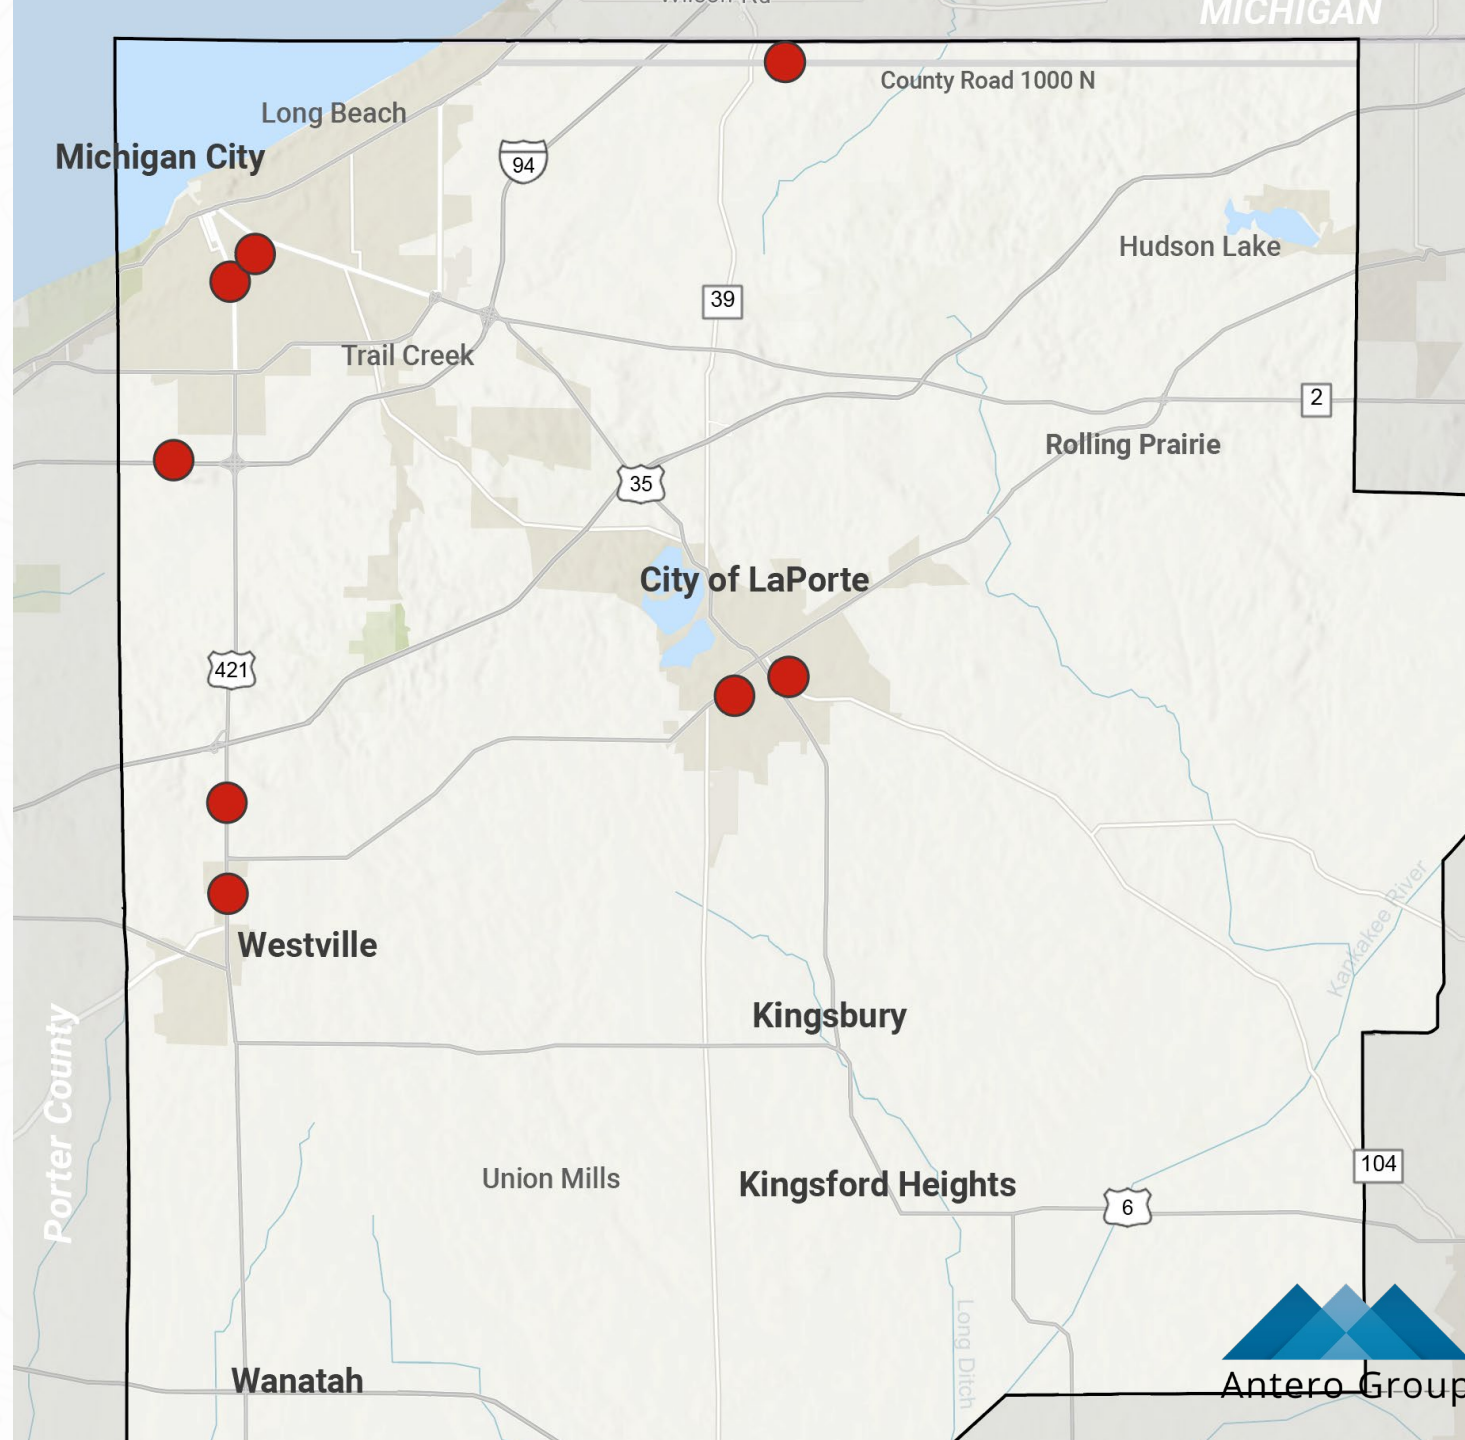 MICHIGAN
County Road 1000 N
Long Beach
Michigan City
94
Hudson Lake
39
Trail Creek
2
Rolling Prairie
35
City of LaPorte
421
Kankakee River
Westville
Kingsbury
Porter County
104
Union Mills
Kingsford Heights
6
Long Ditch
Wanatah
Antero Group